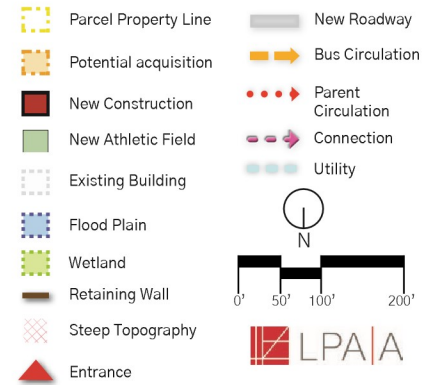 Parcel Property Line
Potential acquisition
New Construction
New Athletic Field
Existing Building
Flood Plain
Wetland
Retaining Wall
Steep Topography
Entrance
New Roadway
Bus Circulation
Parent
Circulation
Connection
Utility
N
0' 50' 100' 200'
LPA|A